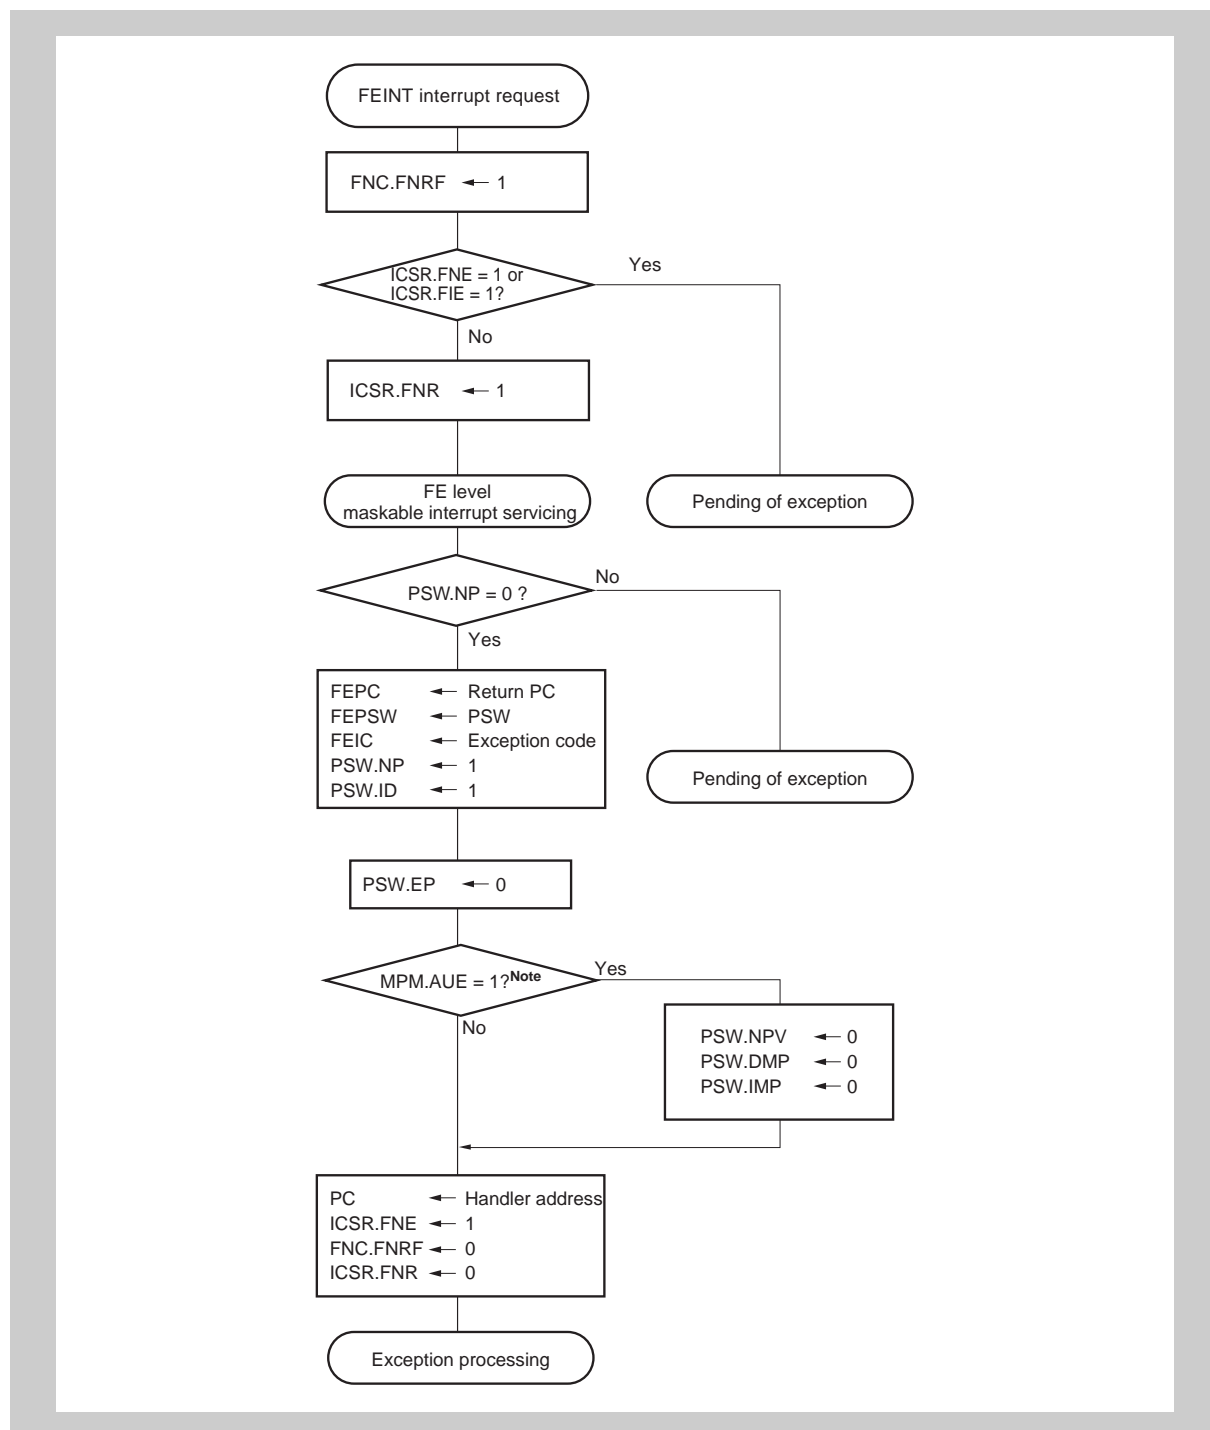 FEINT interrupt request
FNC.FNRF ← 1
ICSR.FNE = 1 or
ICSR.FIE = 1?
Yes
No
ICSR.FNR ← 1
FE level
maskable interrupt servicing
Pending of exception
PSW.NP = 0 ?
No
Yes
FEPC ← Return PC
FEPSW ← PSW
FEIC ← Exception code
PSW.NP ← 1
PSW.ID ← 1
Pending of exception
PSW.EP ← 0
MPM.AUE = 1?Note
Yes
No
PSW.NPV ← 0
PSW.DMP ← 0
PSW.IMP ← 0
PC ← Handler address
ICSR.FNE ← 1
FNC.FNRF ← 0
ICSR.FNR ← 0
Exception processing